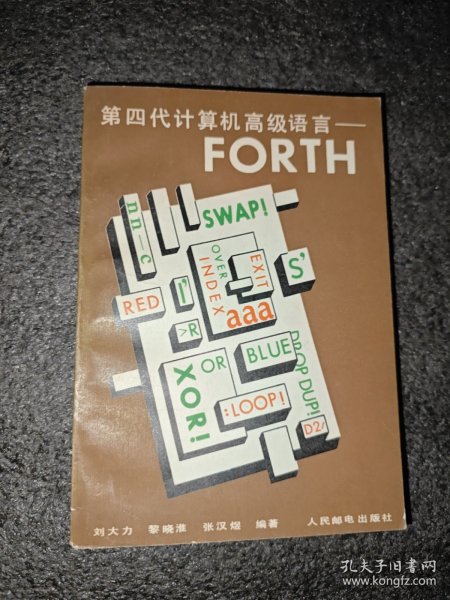 第四代计算机高级语言——
FORTH
nn—c
SWAP!
OVER
INDEX
EXIT
S'
RED
I'
>R
aaa
XOR!
OR
BLUE
DROP DUP!
:LOOP!
D2/
刘大力 黎晓淮 张汉煜 编著 人民邮电出版社
孔夫子旧书网
www.kongfz.com